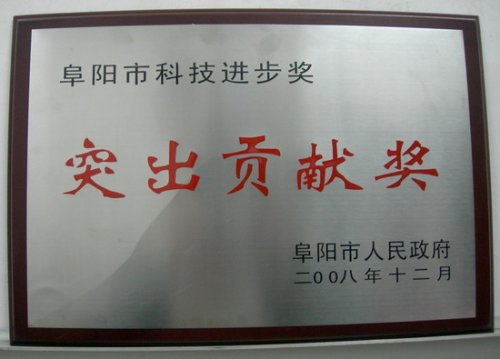 阜阳市科技进步奖
突出贡献奖
阜阳市人民政府
二00八年十二月